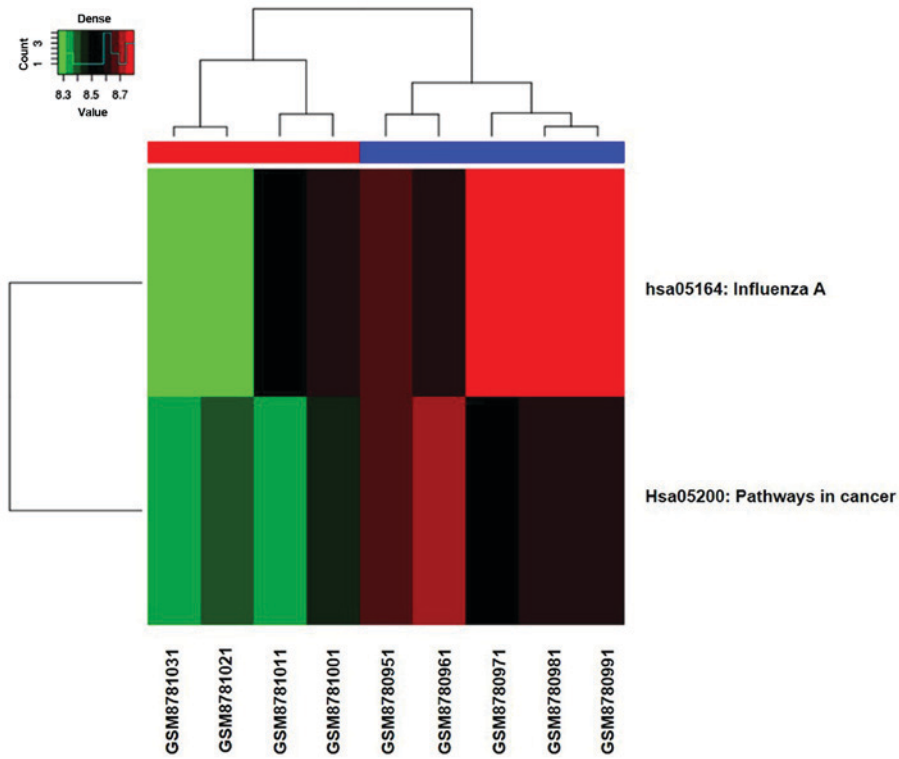 Dense
Count
3
1
8.3 8.5 8.7
Value
hsa05164: Influenza A
Hsa05200: Pathways in cancer
GSM8781031
GSM8781021
GSM8781011
GSM8781001
GSM8780951
GSM8780961
GSM8780971
GSM8780981
GSM8780991